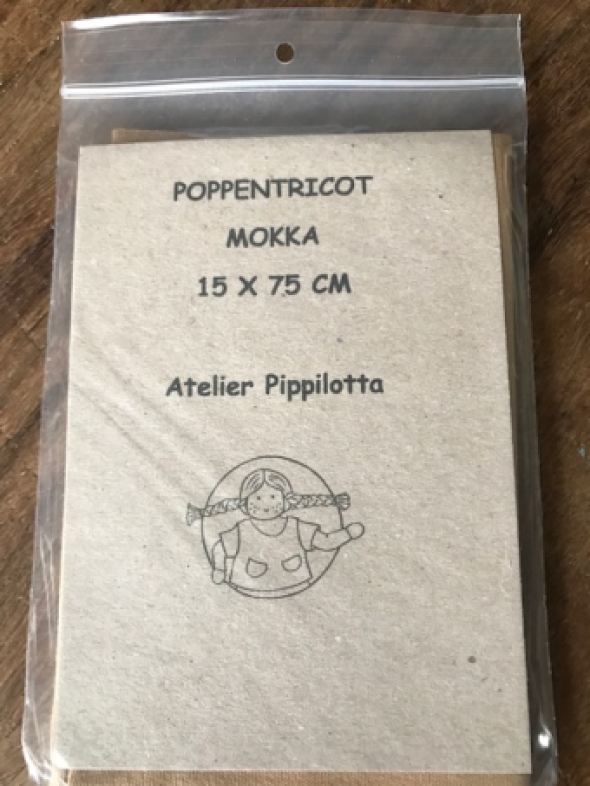 POPPENTRICOT
MOKKA
15 X 75 CM
Atelier Pippilotta